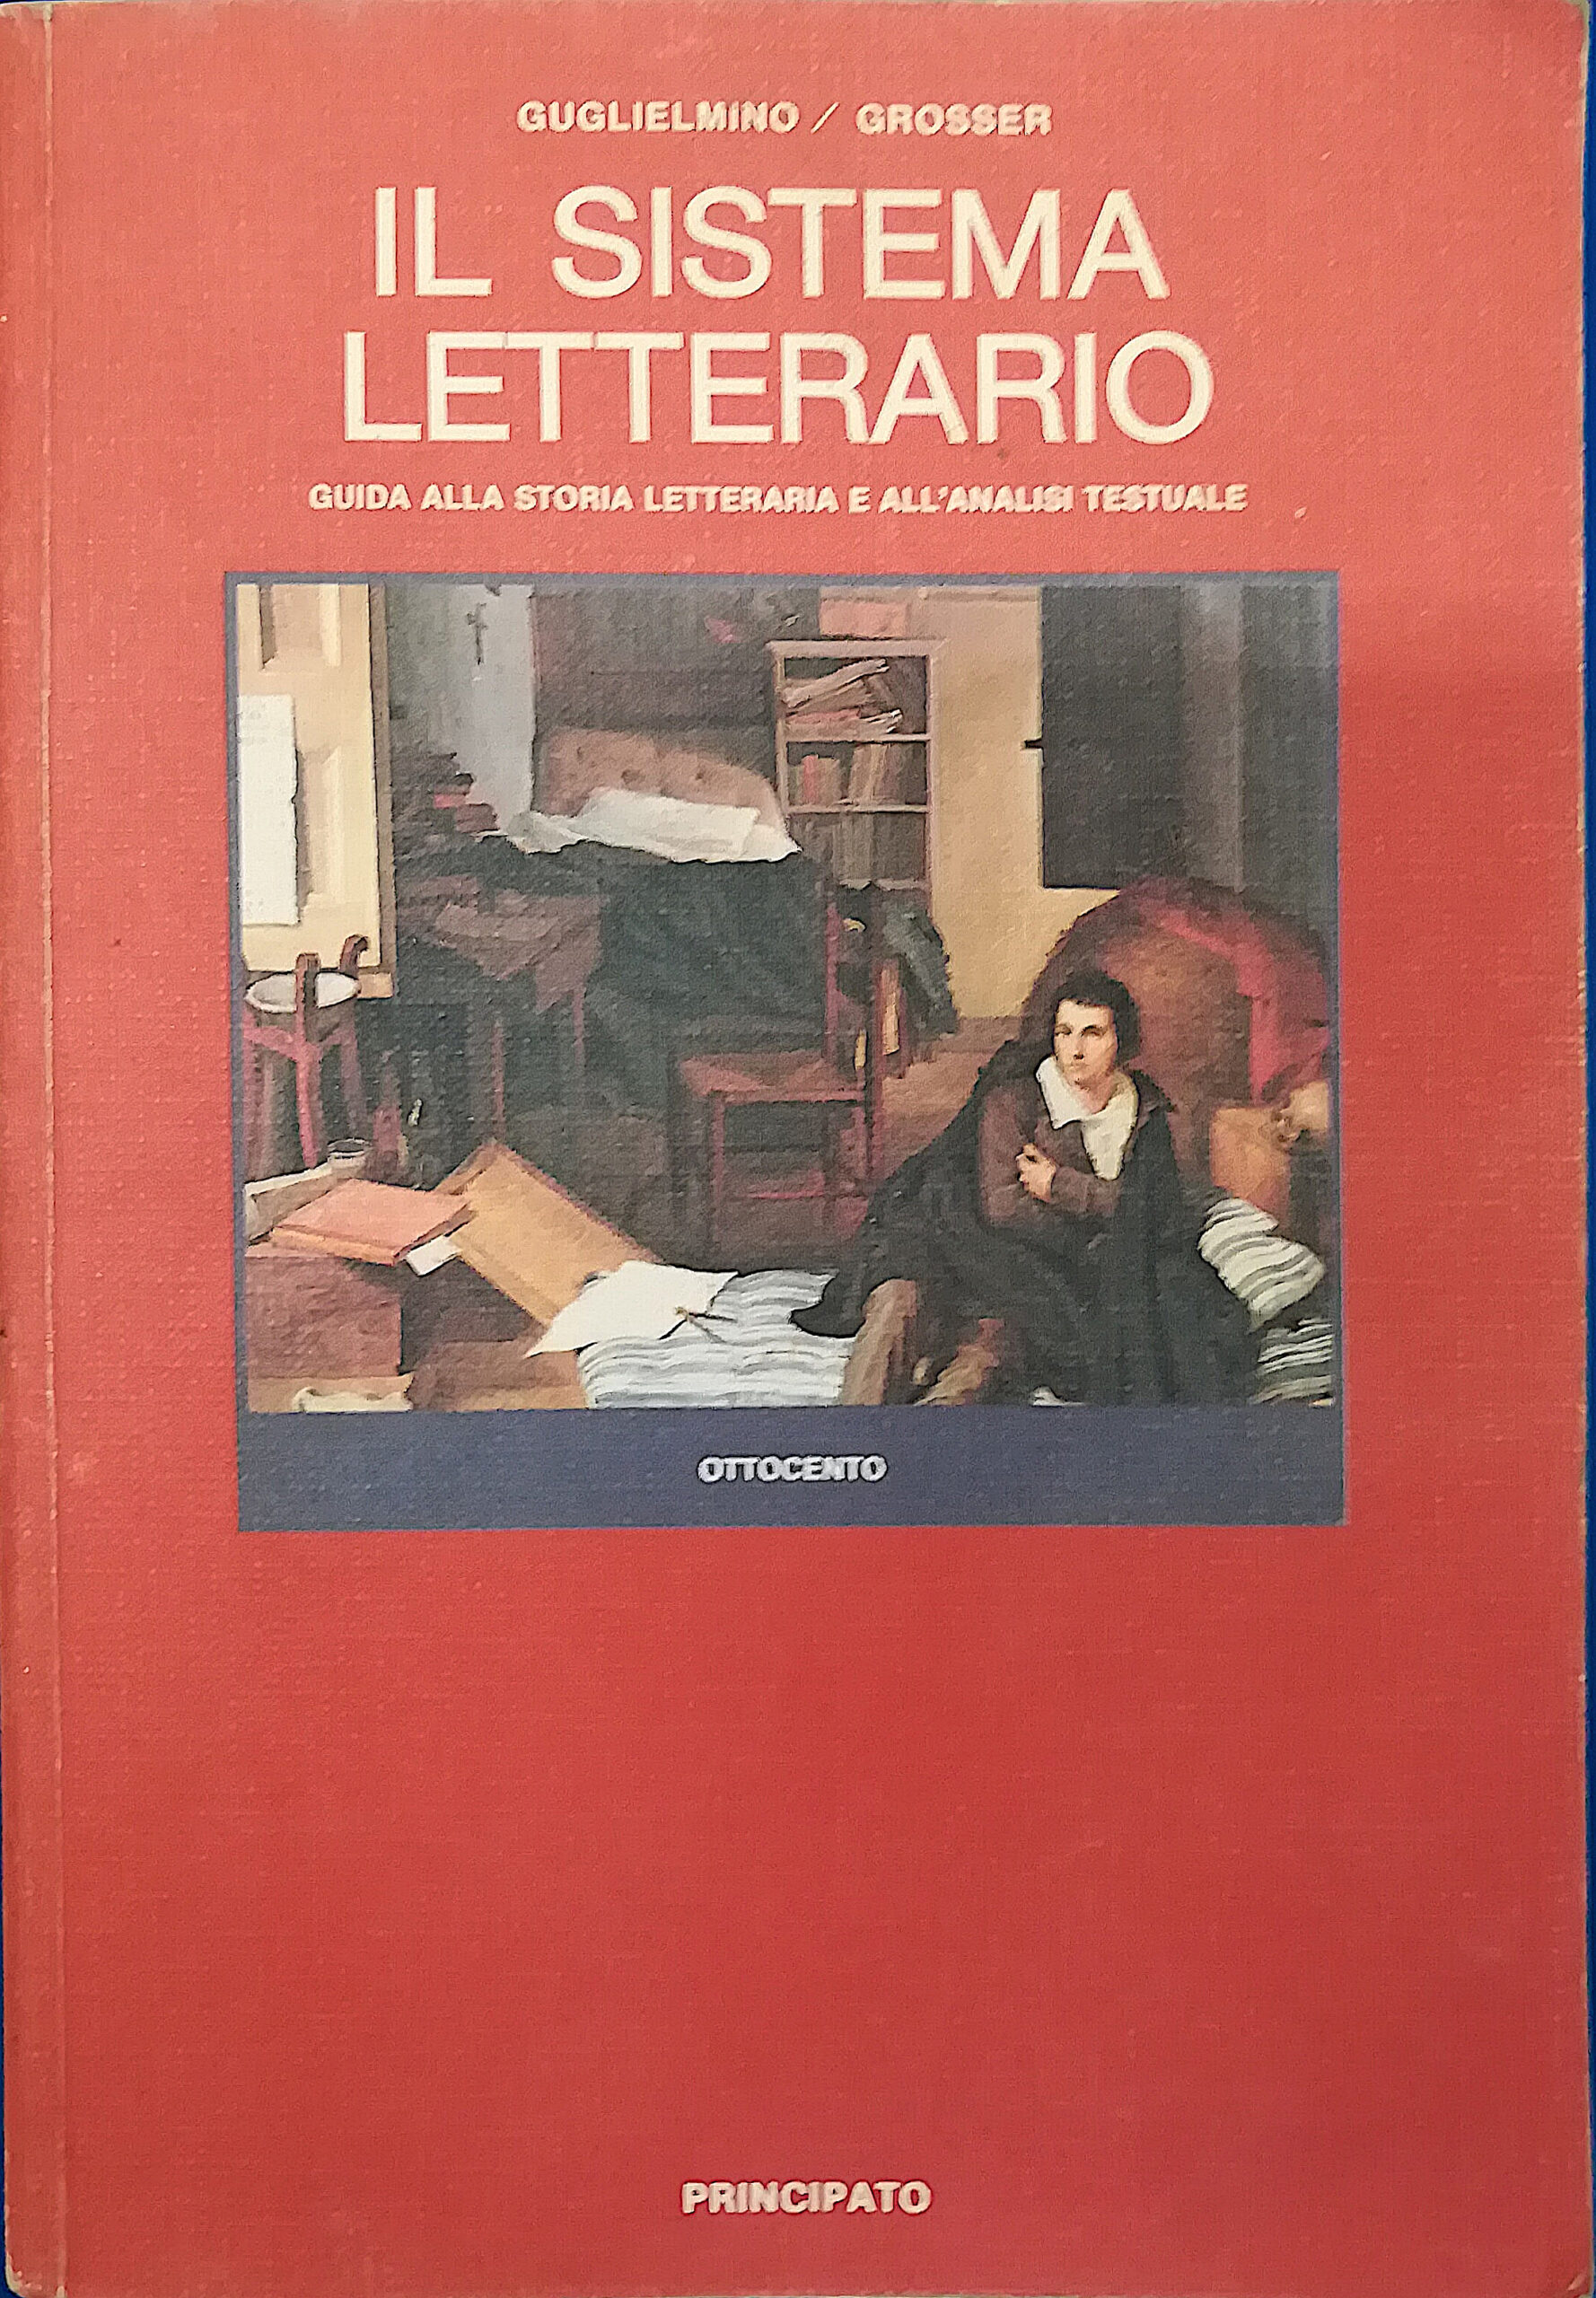 GUGLIELMINO / GROSSER
IL SISTEMA
LETTERARIO
GUIDA ALLA STORIA LETTERARIA E ALL'ANALISI TESTUALE
OTTOCENTO
PRINCIPATO